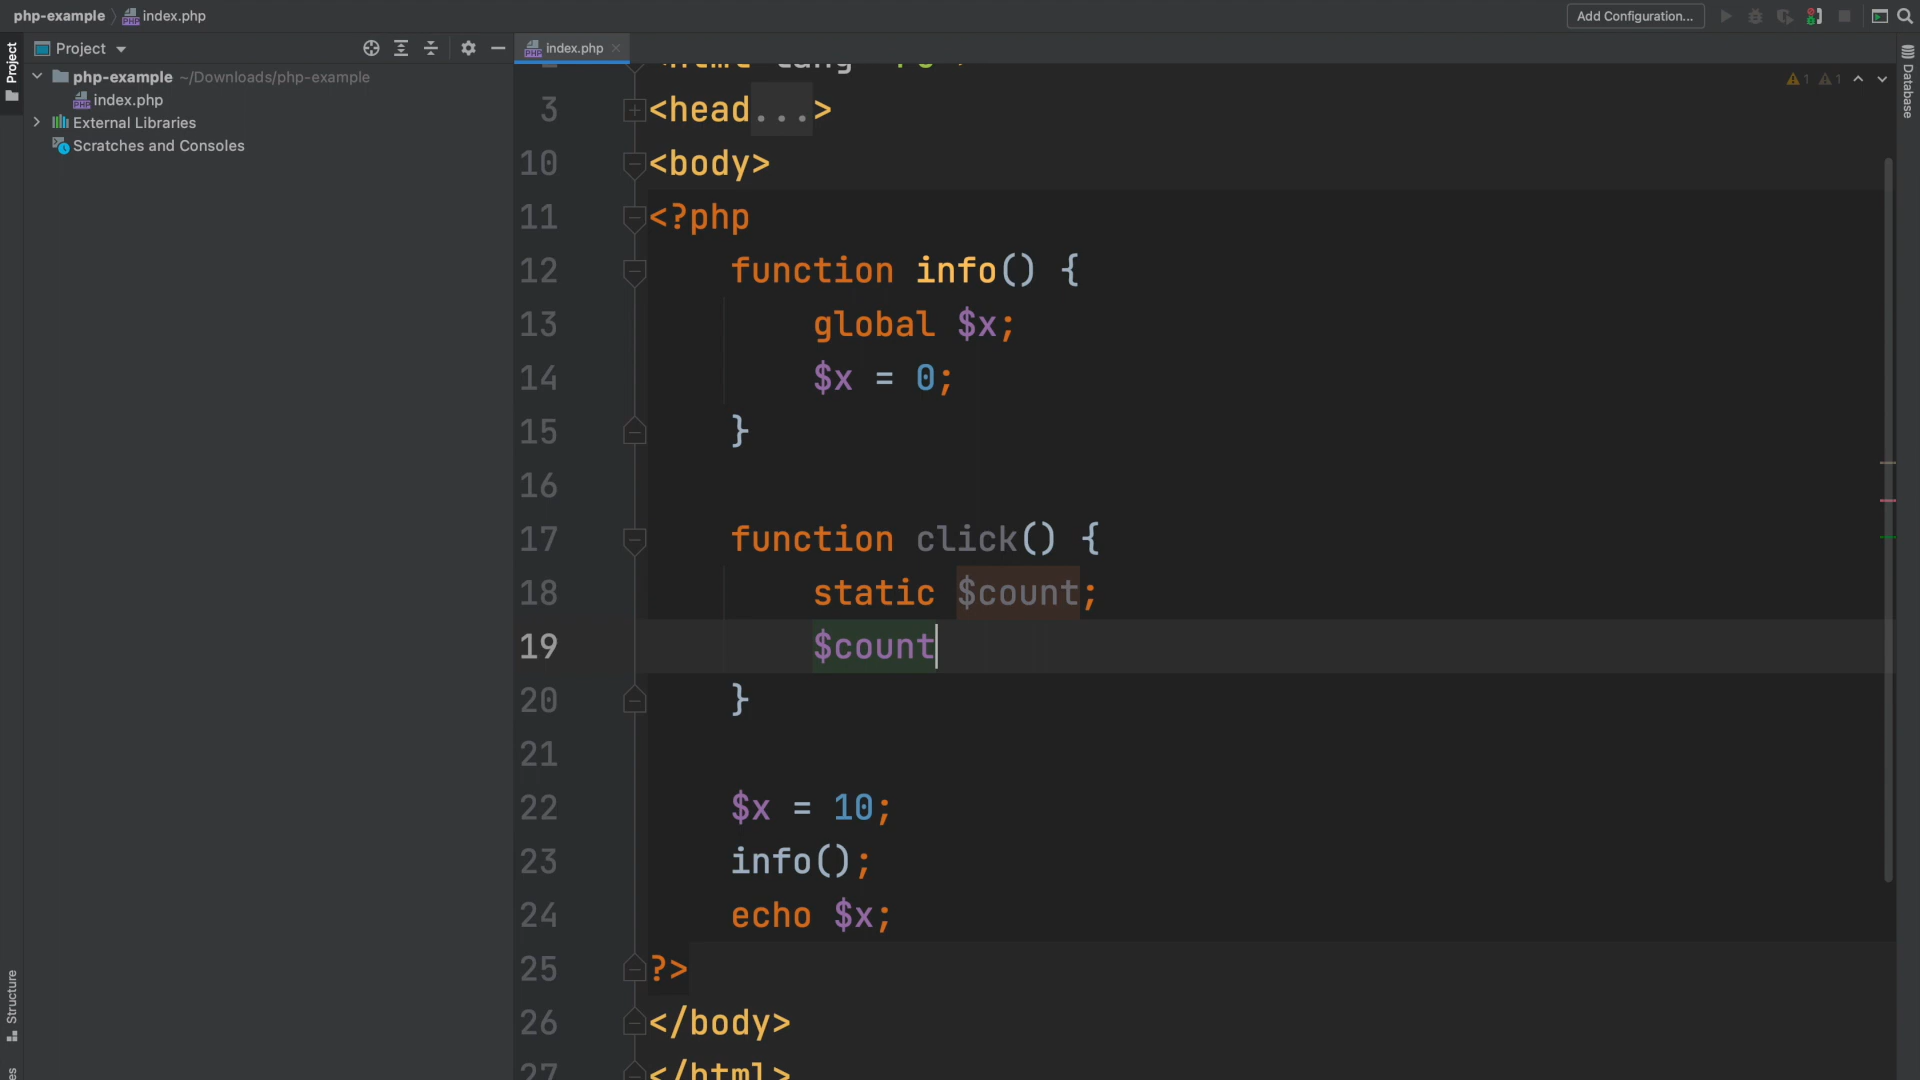 php-example
index.php
Add Configuration...
Project
Project
index.php
1
1
Database
php-example ~/Downloads/php-example
index.php
External Libraries
Scratches and Consoles
3 <head...>
10 <body>
11 <?php
12 function info() {
13 global $x;
14 $x = 0;
15 }
16
17 function click() {
18 static $count;
19 $count
20 }
21
22 $x = 10;
23 info();
24 echo $x;
25 ?>
26 </body>
27 </html>
Structure